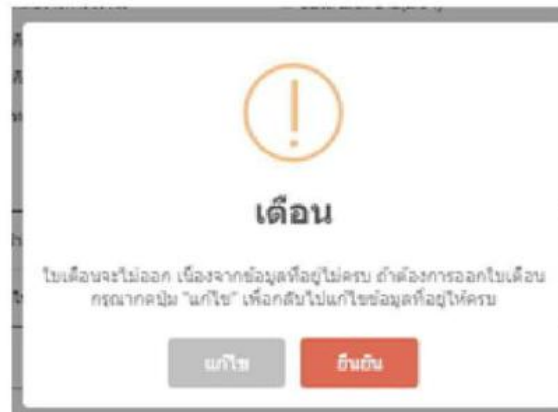 เตือน
ใบเตือนจะไม่ออก เนื่องจากข้อมูลที่อยู่ไม่ครบ ถ้าต้องการออกใบเตือน
กรุณากดปุ่ม "แก้ไข" เพื่อกลับไปแก้ไขข้อมูลที่อยู่ให้ครบ
แก้ไข
ยืนยัน